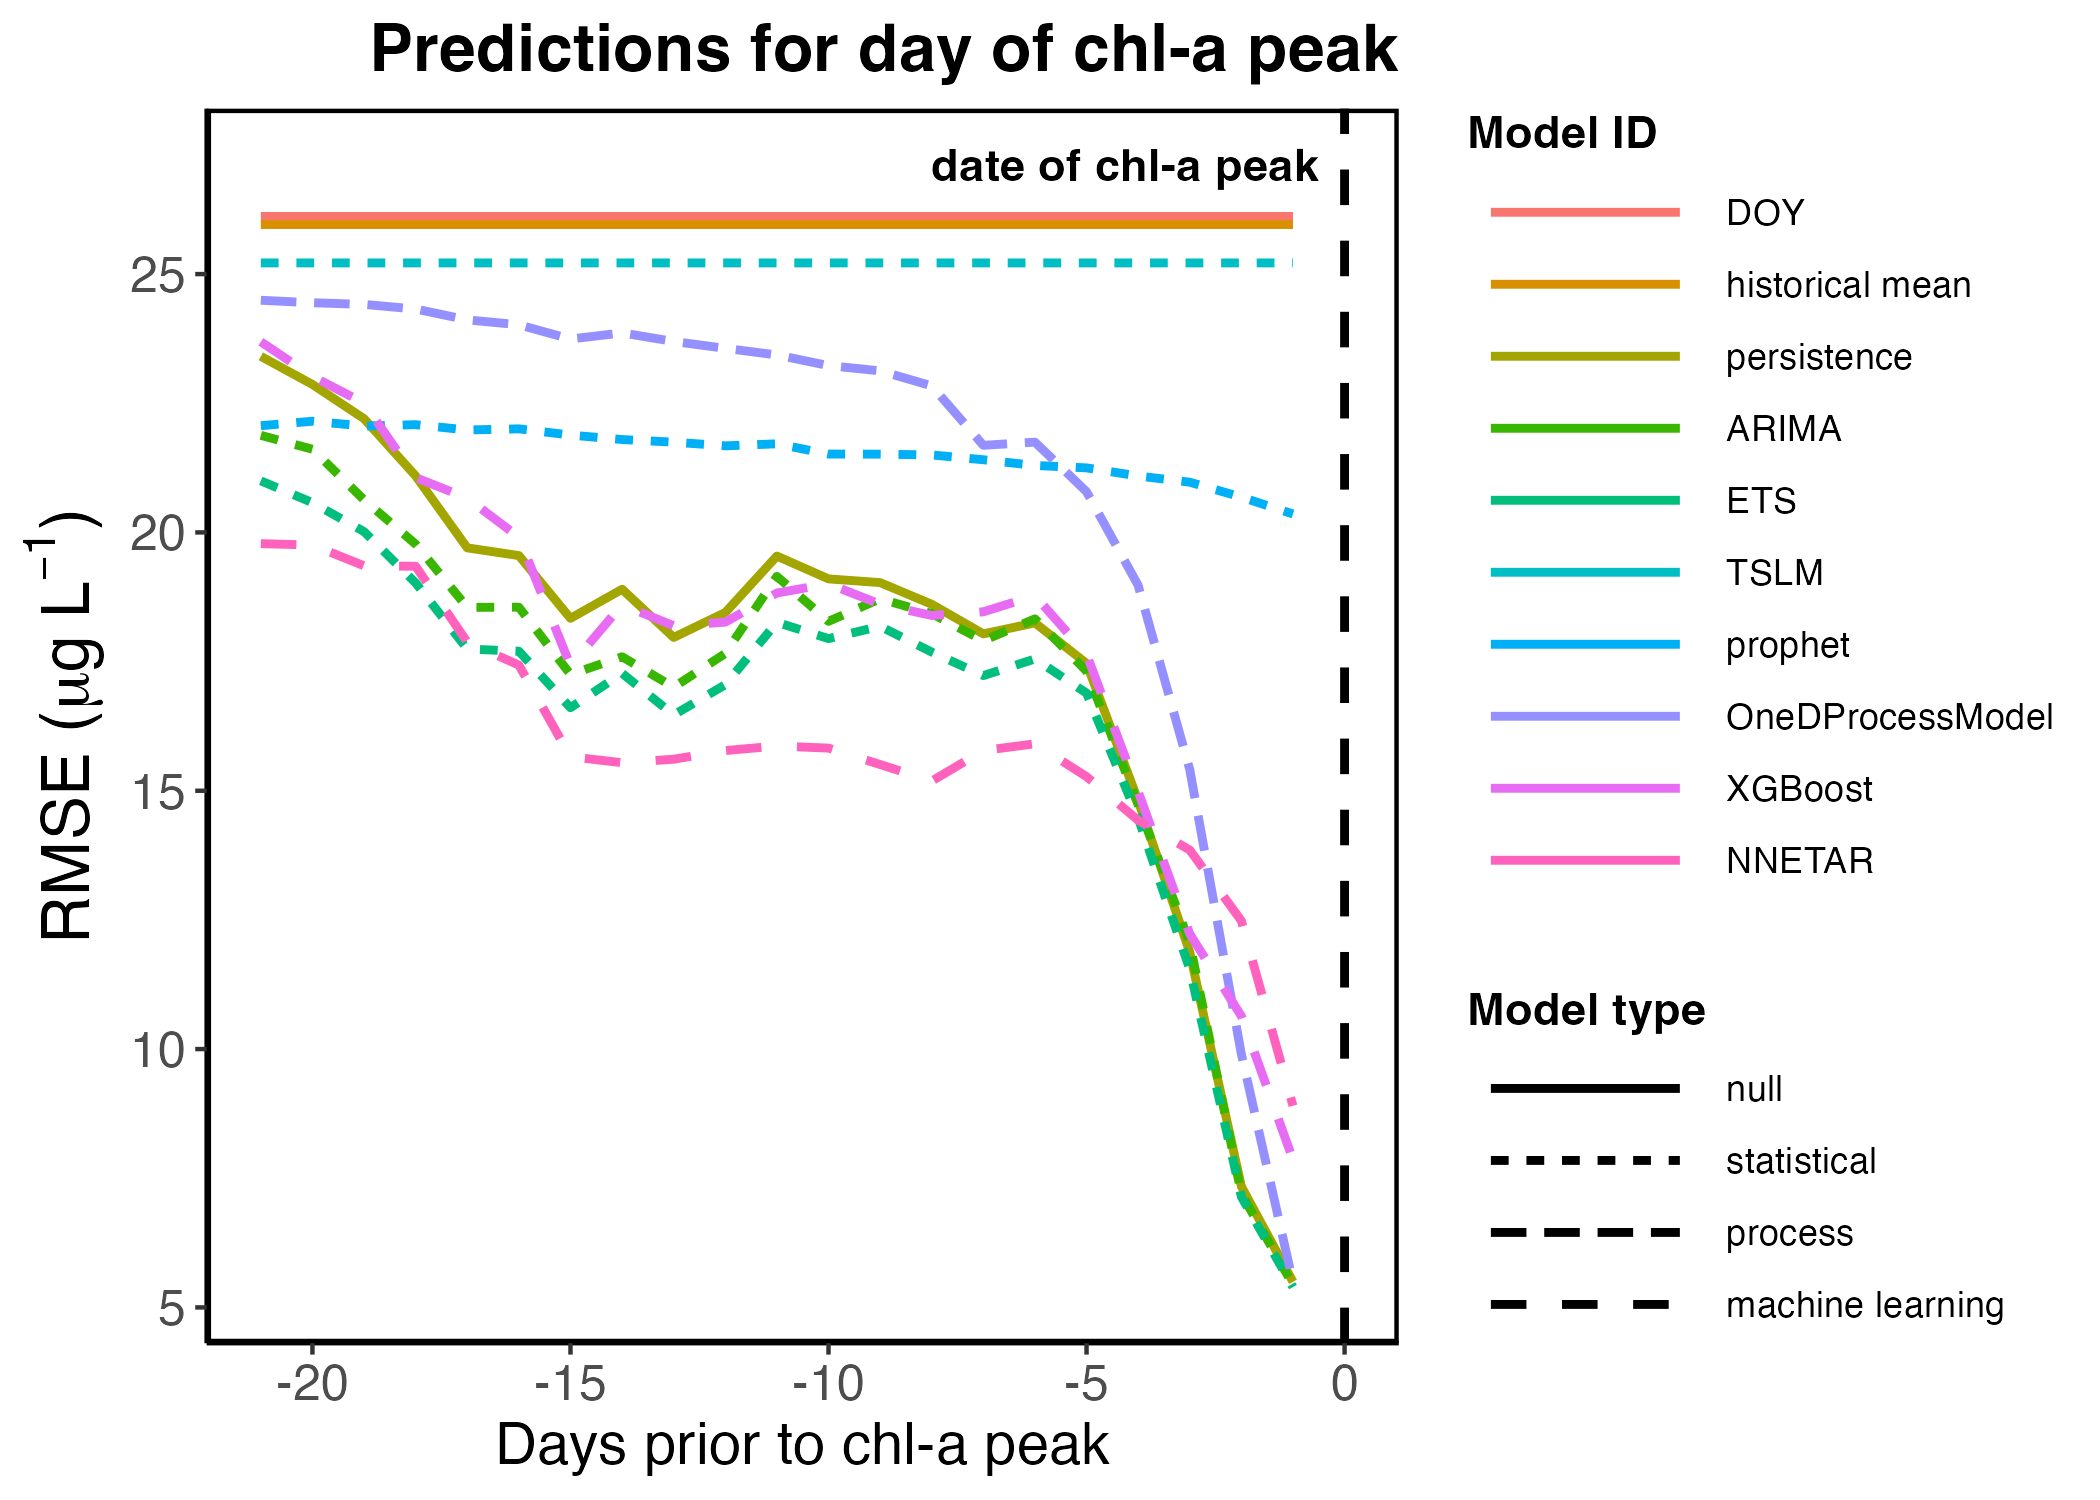 Predictions for day of chl-a peak
date of chl-a peak
RMSE (µg L⁻¹)
25
20
15
10
5
-20 -15 -10 -5 0
Days prior to chl-a peak
Model ID
DOY
historical mean
persistence
ARIMA
ETS
TSLM
prophet
OneDProcessModel
XGBoost
NNETAR
Model type
null
statistical
process
machine learning